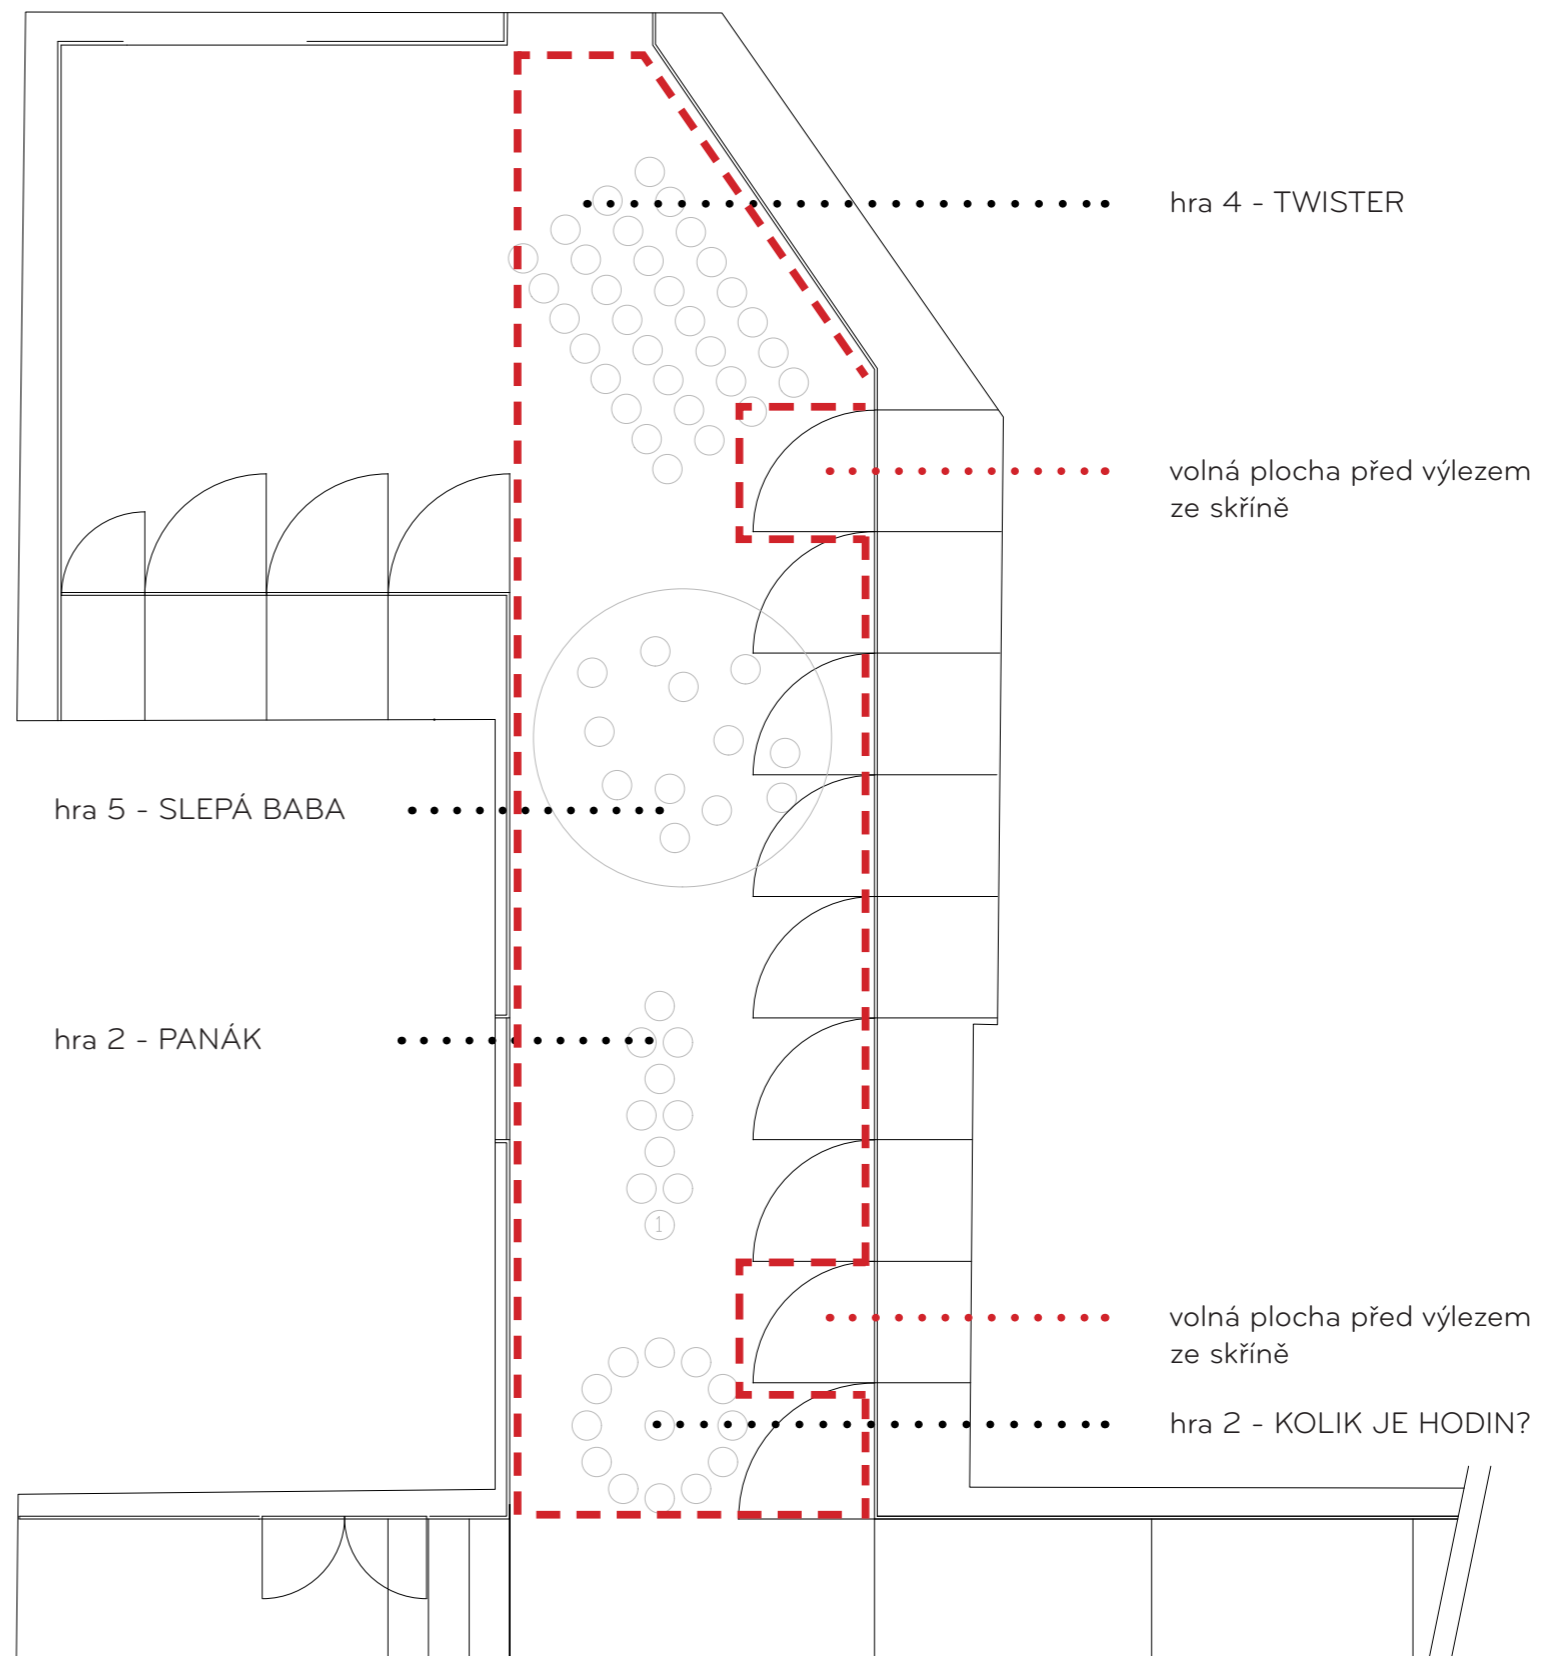 hra 4 - TWISTER
volná plocha před výlezem
ze skříně
hra 5 - SLEPÁ BABA
hra 2 - PANÁK
1
volná plocha před výlezem
ze skříně
hra 2 - KOLIK JE HODIN?